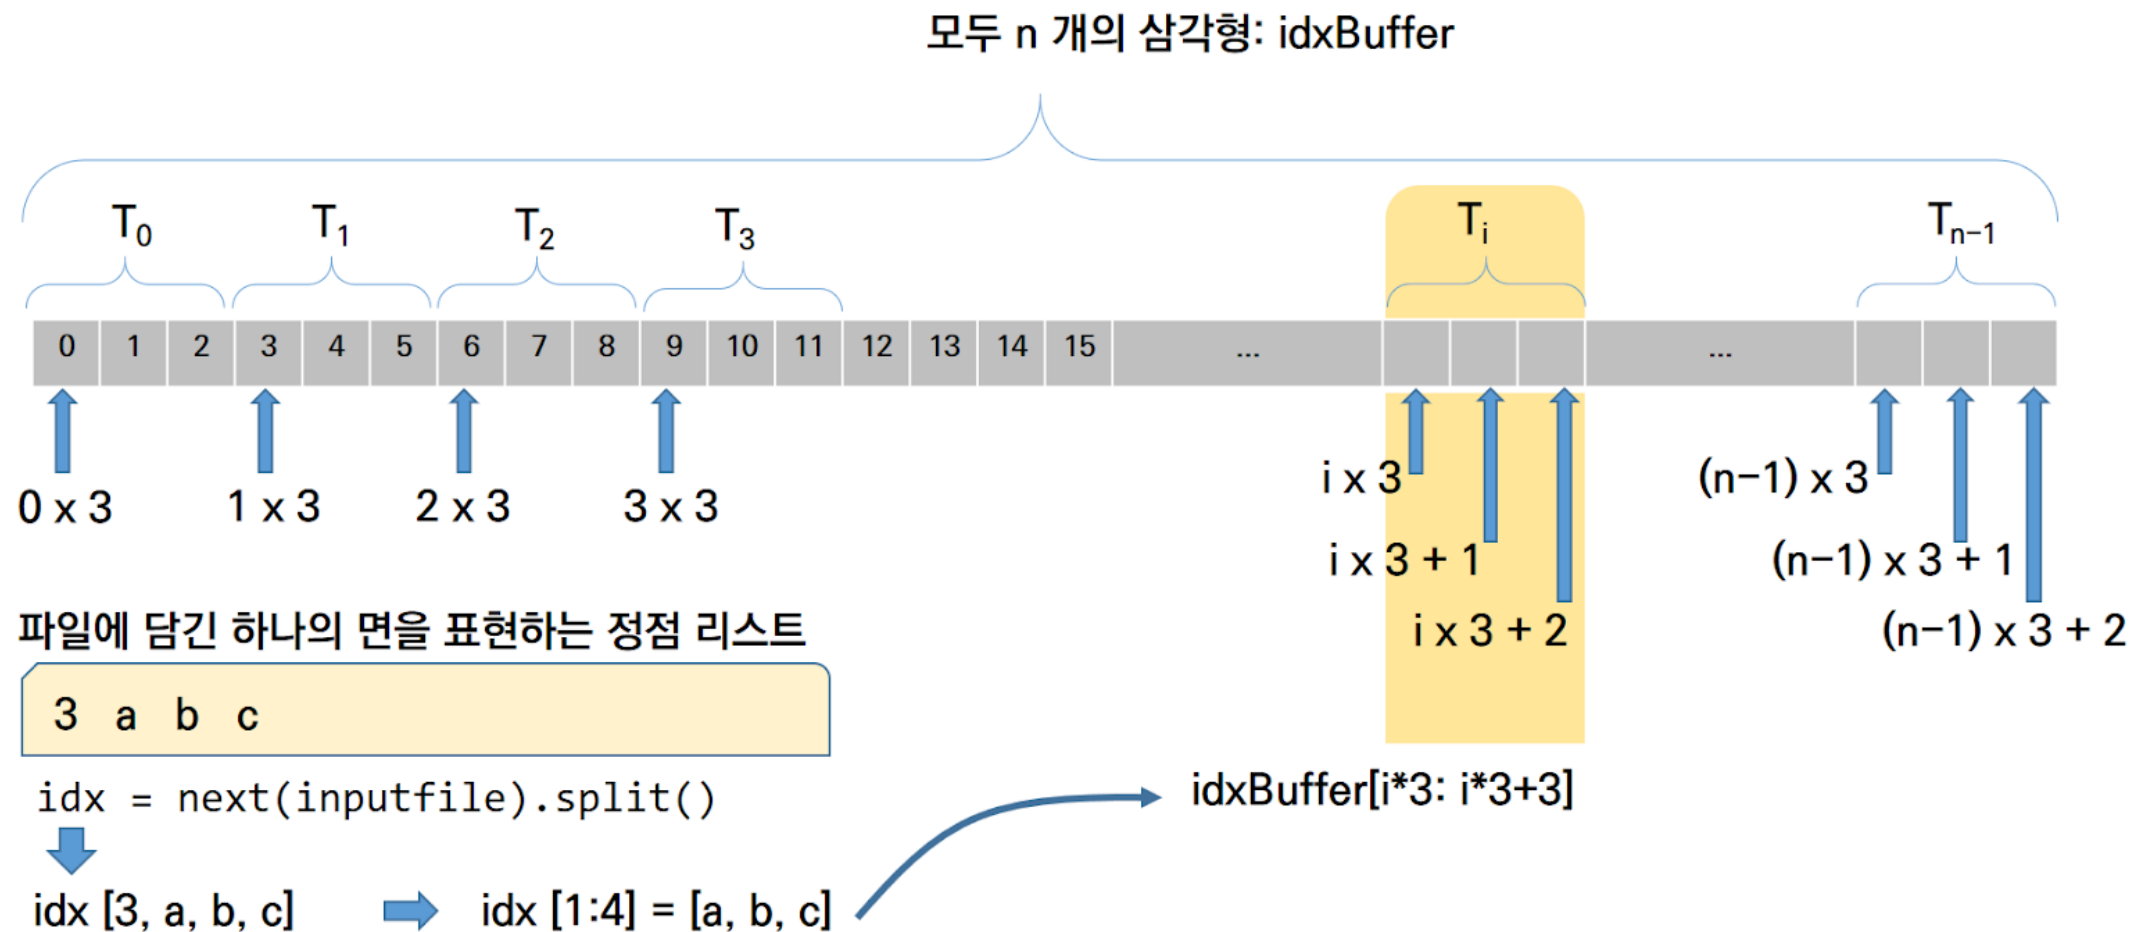 모두 n 개의 삼각형: idxBuffer
T0 T1 T2 T3 Ti Tn-1
0 1 2 3 4 5 6 7 8 9 10 11 12 13 14 15 ... ...
0 x 3 1 x 3 2 x 3 3 x 3
i x 3
i x 3 + 1
i x 3 + 2
(n-1) x 3
(n-1) x 3 + 1
(n-1) x 3 + 2
파일에 담긴 하나의 면을 표현하는 정점 리스트
3 a b c
idx = next(inputfile).split()
idx [3, a, b, c]
idx [1:4] = [a, b, c]
idxBuffer[i*3: i*3+3]